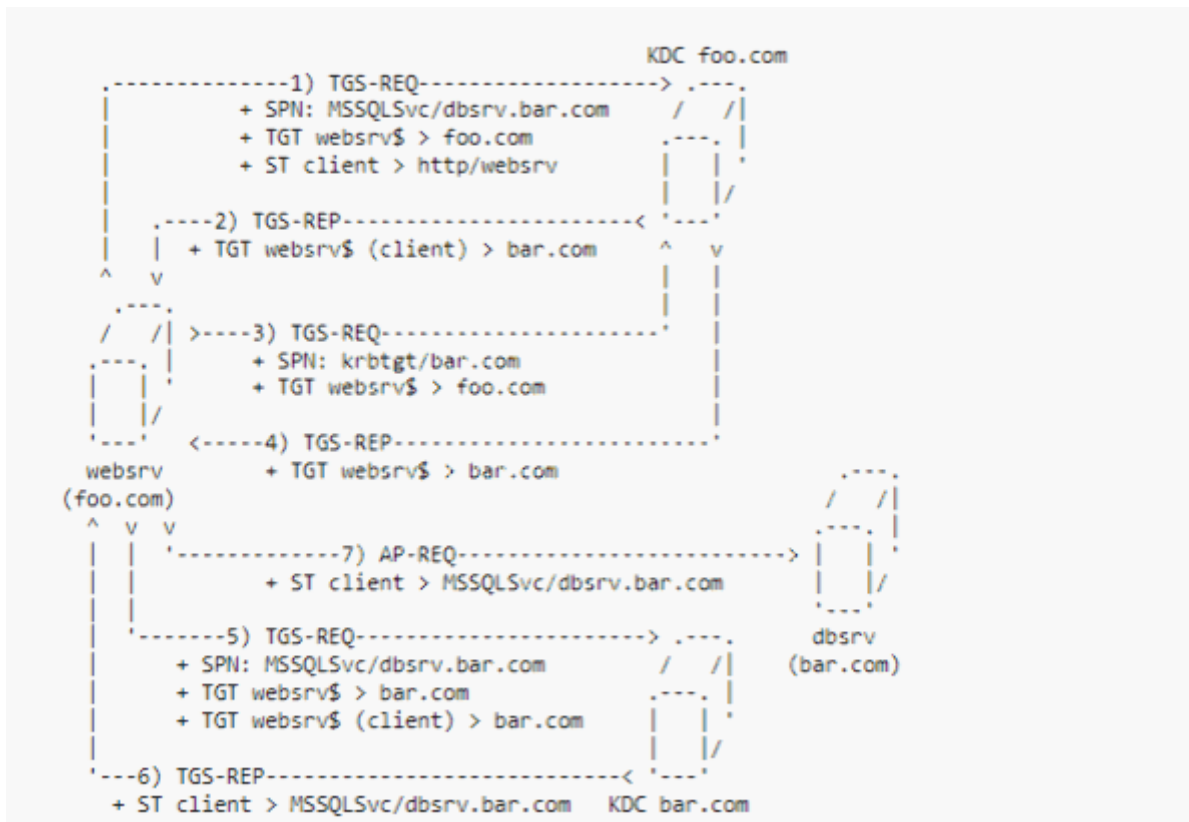 KDC foo.com
1) TGS-REQ
+ SPN: MSSQLSvc/dbsrv.bar.com
+ TGT websrv$ > foo.com
+ ST client > http/websrv
2) TGS-REP
+ TGT websrv$ (client) > bar.com
3) TGS-REQ
+ SPN: krbtgt/bar.com
+ TGT websrv$ > foo.com
4) TGS-REP
websrv + TGT websrv$ > bar.com
(foo.com)
7) AP-REQ
+ ST client > MSSQLSvc/dbsrv.bar.com
5) TGS-REQ dbsrv
+ SPN: MSSQLSvc/dbsrv.bar.com (bar.com)
+ TGT websrv$ > bar.com
+ TGT websrv$ (client) > bar.com
6) TGS-REP
+ ST client > MSSQLSvc/dbsrv.bar.com KDC bar.com